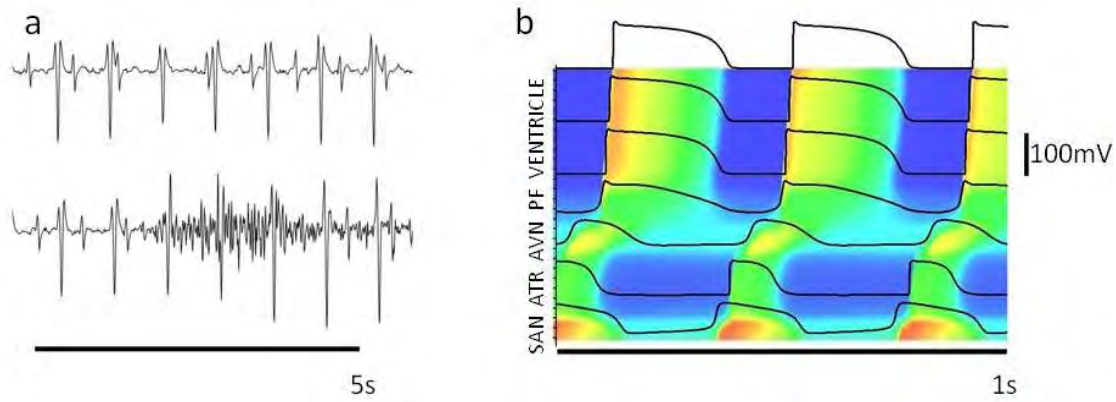 a
5s
b
SAN ATR AVN PF VENTRICLE
100mV
1s